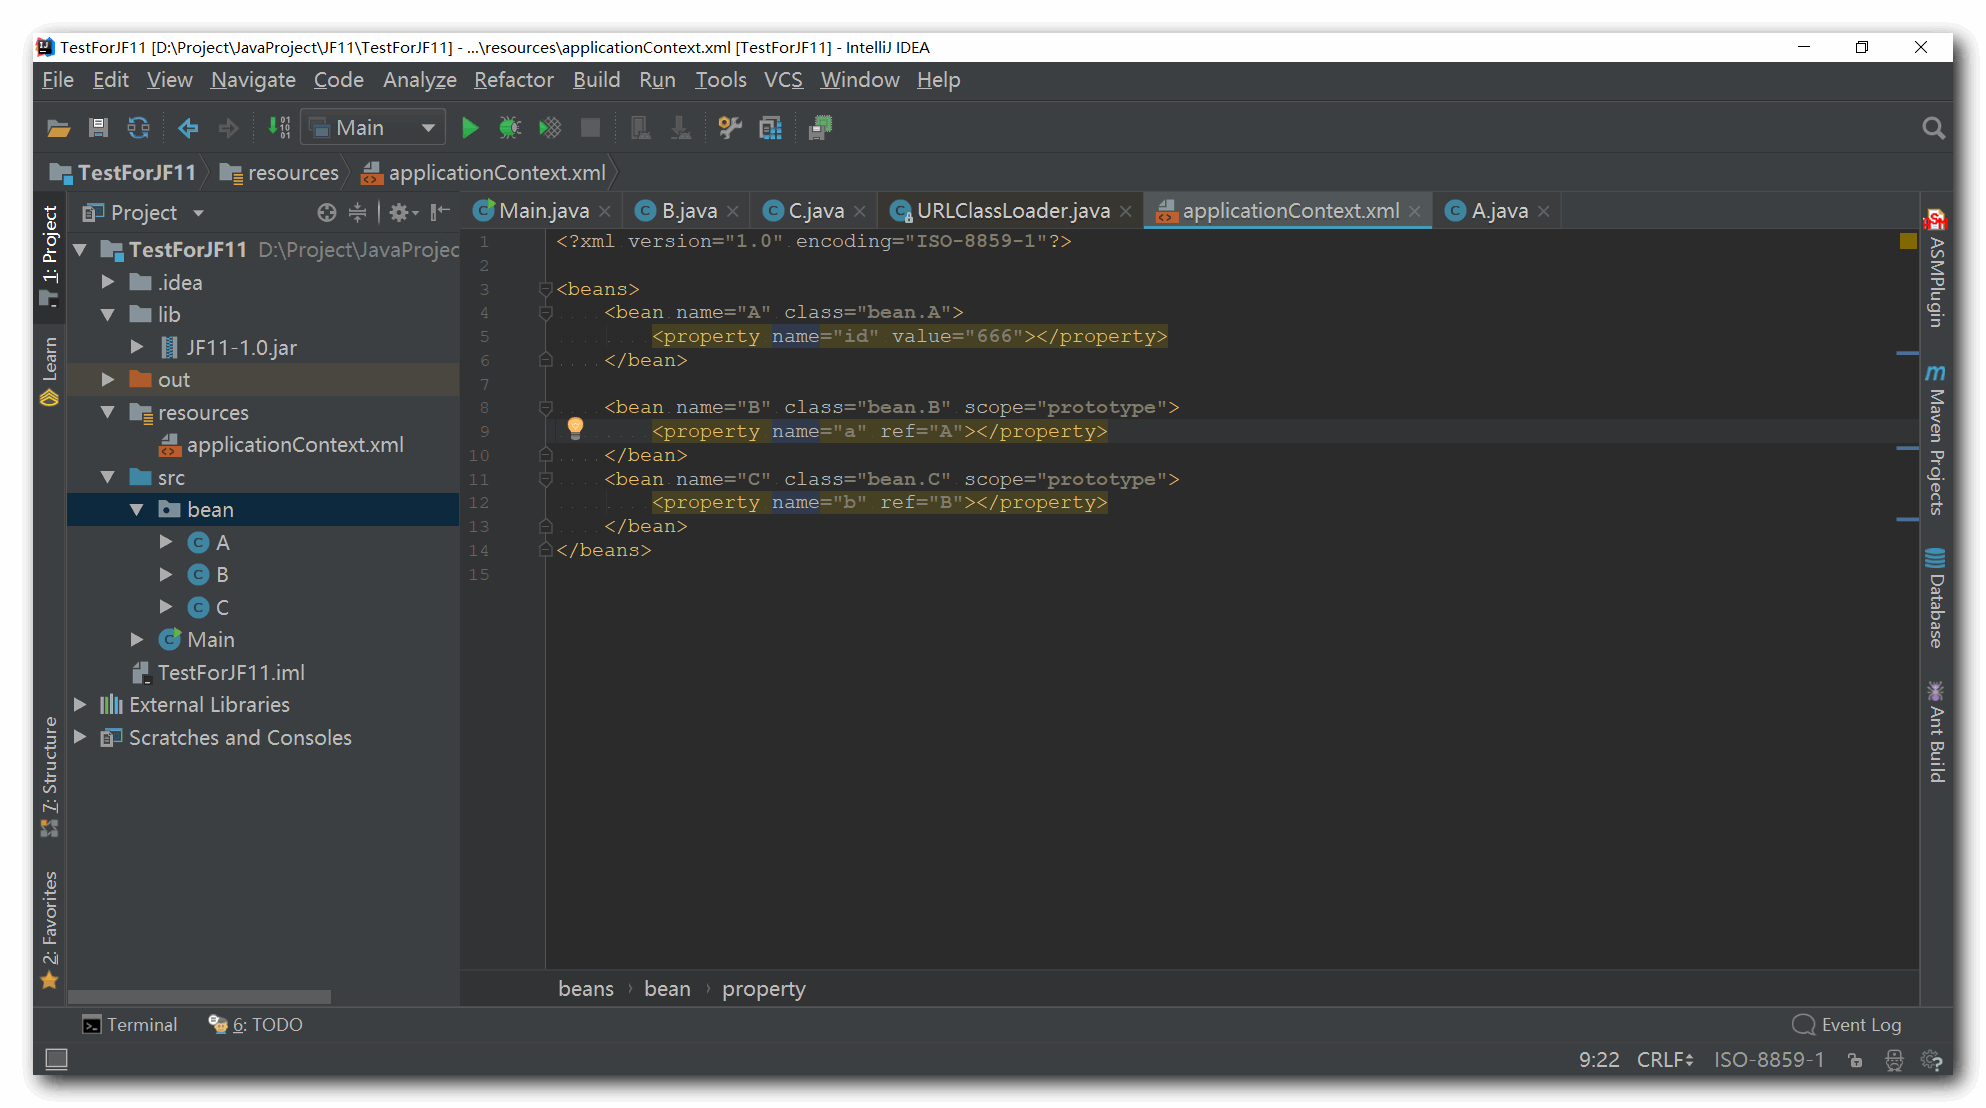 TestForJF11 [D:\Project\JavaProject\JF11\TestForJF11] - ...\resources\applicationContext.xml [TestForJF11] - IntelliJ IDEA
File Edit View Navigate Code Analyze Refactor Build Run Tools VCS Window Help
Main
TestForJF11 resources applicationContext.xml
Project
Main.java B.java C.java URLClassLoader.java applicationContext.xml A.java
1: Project
Learn
7: Structure
2: Favorites
TestForJF11 D:\Project\JavaProjec
.idea
lib
JF11-1.0.jar
out
resources
applicationContext.xml
src
bean
A
B
C
Main
TestForJF11.iml
External Libraries
Scratches and Consoles
1 <?xml version="1.0" encoding="ISO-8859-1"?>
2
3 <beans>
4 <bean name="A" class="bean.A">
5 <property name="id" value="666"></property>
6 </bean>
7
8 <bean name="B" class="bean.B" scope="prototype">
9 <property name="a" ref="A"></property>
10 </bean>
11 <bean name="C" class="bean.C" scope="prototype">
12 <property name="b" ref="B"></property>
13 </bean>
14 </beans>
15
beans › bean › property
ASMPlugin
Maven Projects
Database
Ant Build
Terminal 6: TODO Event Log
9:22 CRLF ISO-8859-1